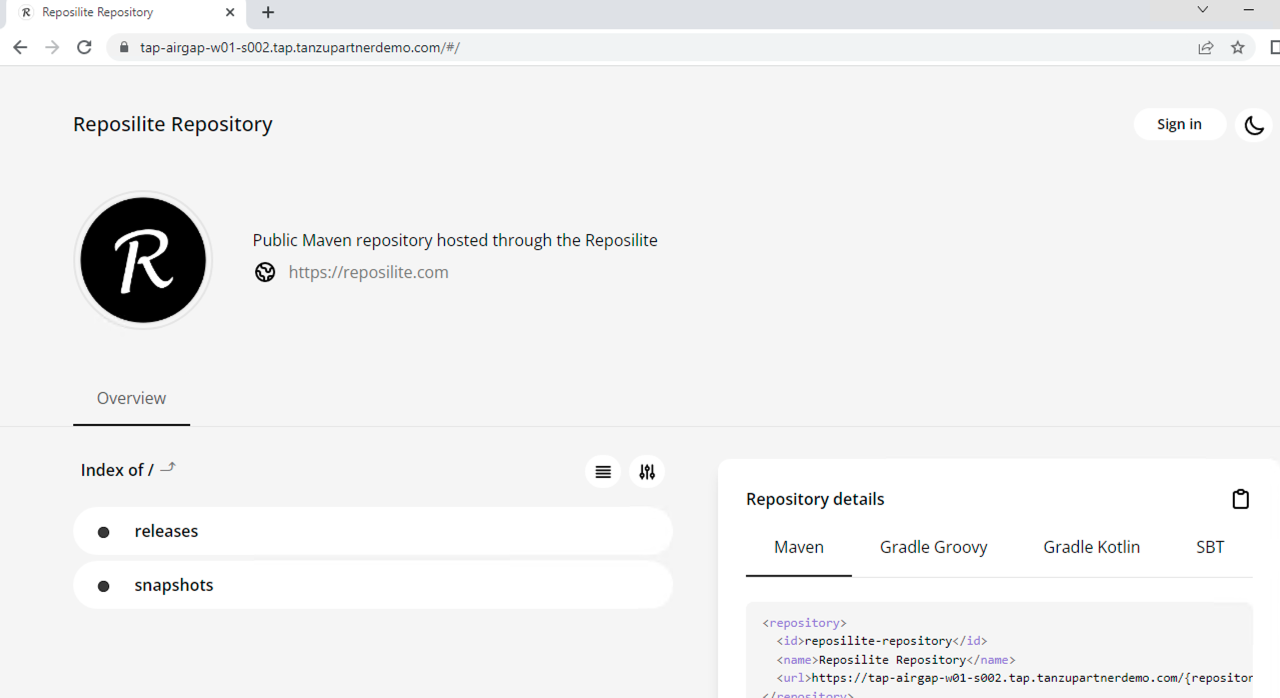 Reposilite Repository
tap-airgap-w01-s002.tap.tanzupartnerdemo.com/#/
Reposilite Repository
Sign in
R
Public Maven repository hosted through the Reposilite
https://reposilite.com
Overview
Index of /
releases
snapshots
Repository details
Maven Gradle Groovy Gradle Kotlin SBT
<repository>
<id>reposilite-repository</id>
<name>Reposilite Repository</name>
<url>https://tap-airgap-w01-s002.tap.tanzupartnerdemo.com/{repositor
</repository>